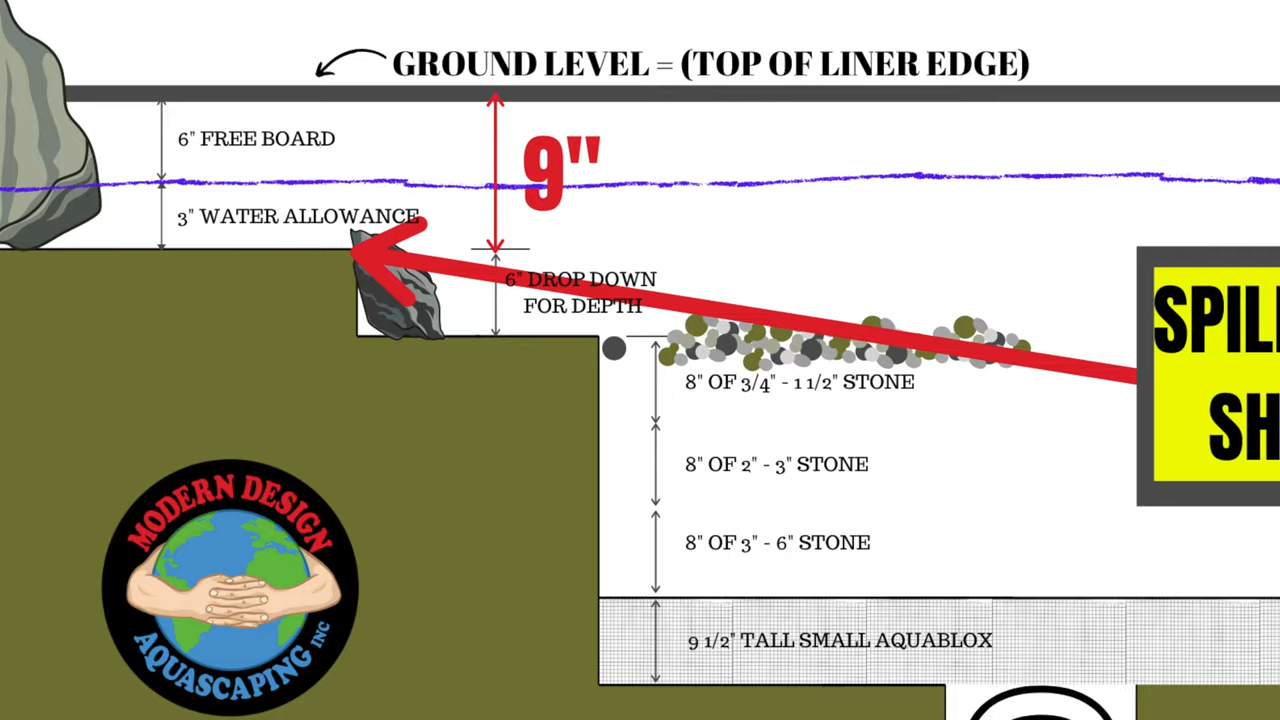 GROUND LEVEL = (TOP OF LINER EDGE)
6" FREE BOARD
9"
3" WATER ALLOWANCE
6" DROP DOWN
FOR DEPTH
SPIL
SH
8" OF 3/4" - 1 1/2" STONE
8" OF 2" - 3" STONE
8" OF 3" - 6" STONE
9 1/2" TALL SMALL AQUABLOX
MODERN DESIGN
AQUASCAPING INC